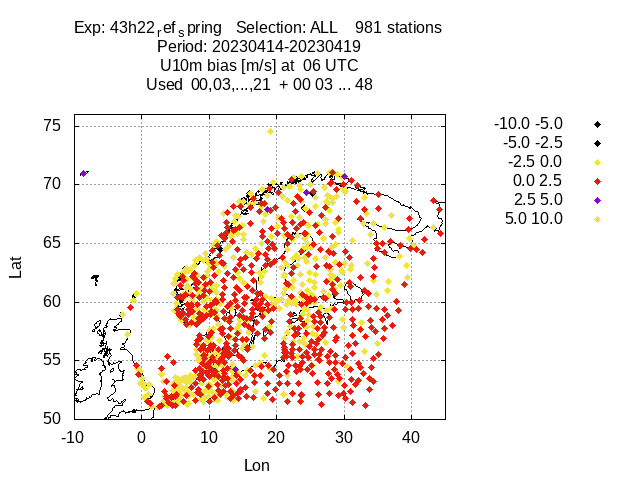 Exp: 43h22refspring   Selection: ALL    981 stations
Period: 20230414-20230419
U10m bias [m/s] at  06 UTC
Used  00,03,...,21  + 00 03 ... 48
-10.0 -5.0
-5.0 -2.5
-2.5 0.0
0.0 2.5
2.5 5.0
5.0 10.0
75
70
65
60
55
50
Lat
-10 0 10 20 30 40
Lon